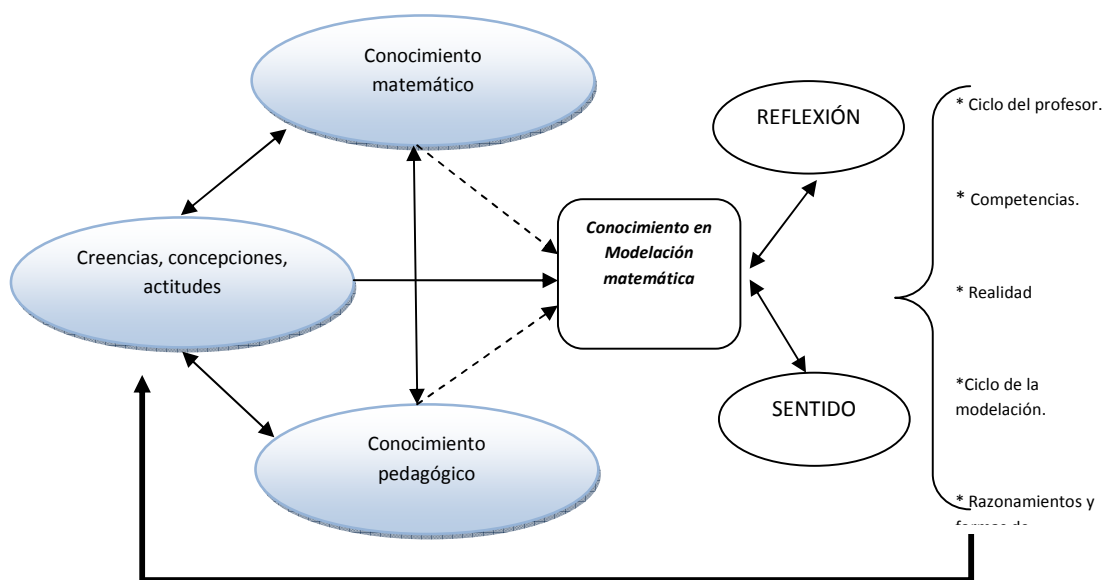 Conocimiento
matemático
Creencias, concepciones,
actitudes
Conocimiento
pedagógico
Conocimiento en
Modelación
matemática
REFLEXIÓN
SENTIDO
* Ciclo del profesor.
* Competencias.
* Realidad
*Ciclo de la
modelación.
* Razonamientos y